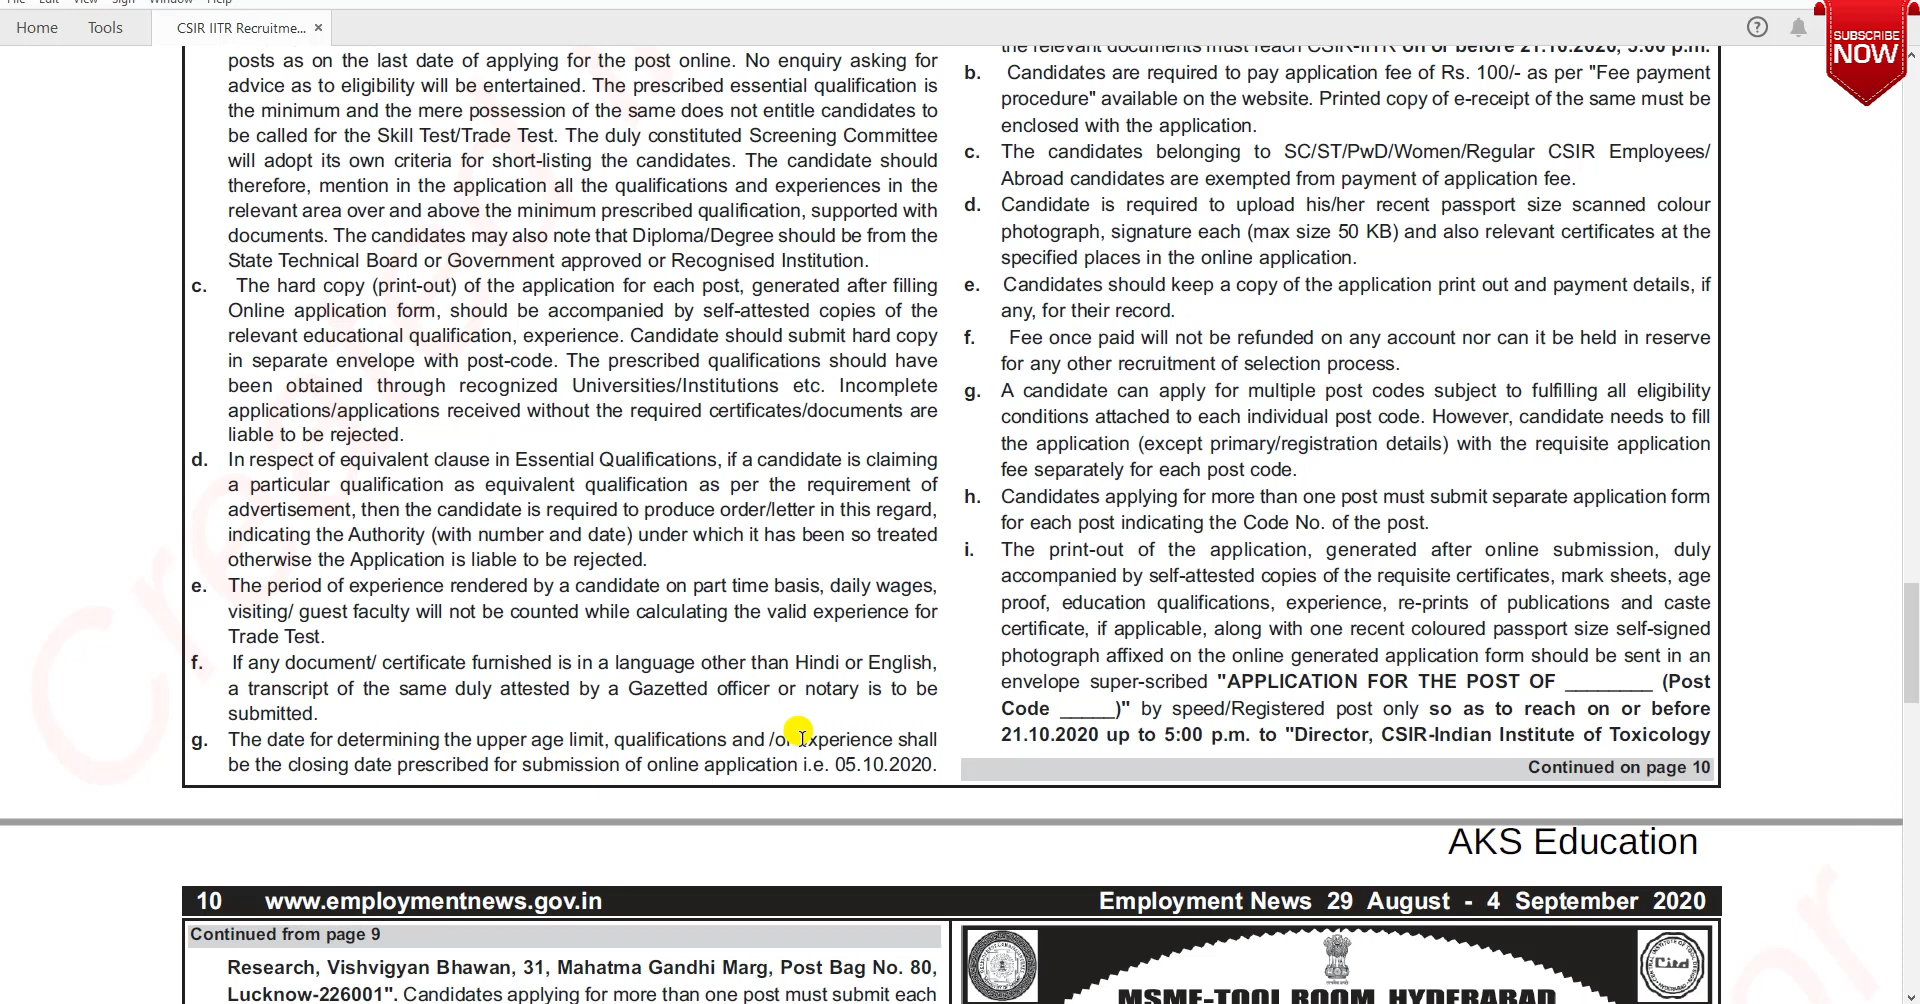 File Edit View Sign Window Help
Home Tools CSIR IITR Recruitme... ×
SUBSCRIBE
NOW
posts as on the last date of applying for the post online. No enquiry asking for
advice as to eligibility will be entertained. The prescribed essential qualification is
the minimum and the mere possession of the same does not entitle candidates to
be called for the Skill Test/Trade Test. The duly constituted Screening Committee
will adopt its own criteria for short-listing the candidates. The candidate should
therefore, mention in the application all the qualifications and experiences in the
relevant area over and above the minimum prescribed qualification, supported with
documents. The candidates may also note that Diploma/Degree should be from the
State Technical Board or Government approved or Recognised Institution.
c. The hard copy (print-out) of the application for each post, generated after filling
Online application form, should be accompanied by self-attested copies of the
relevant educational qualification, experience. Candidate should submit hard copy
in separate envelope with post-code. The prescribed qualifications should have
been obtained through recognized Universities/Institutions etc. Incomplete
applications/applications received without the required certificates/documents are
liable to be rejected.
d. In respect of equivalent clause in Essential Qualifications, if a candidate is claiming
a particular qualification as equivalent qualification as per the requirement of
advertisement, then the candidate is required to produce order/letter in this regard,
indicating the Authority (with number and date) under which it has been so treated
otherwise the Application is liable to be rejected.
e. The period of experience rendered by a candidate on part time basis, daily wages,
visiting/ guest faculty will not be counted while calculating the valid experience for
Trade Test.
f. If any document/ certificate furnished is in a language other than Hindi or English,
a transcript of the same duly attested by a Gazetted officer or notary is to be
submitted.
g. The date for determining the upper age limit, qualifications and /or experience shall
be the closing date prescribed for submission of online application i.e. 05.10.2020.
the relevant documents must reach CSIR-IITR on or before 21.10.2020, 5:00 p.m.
b. Candidates are required to pay application fee of Rs. 100/- as per "Fee payment
procedure" available on the website. Printed copy of e-receipt of the same must be
enclosed with the application.
c. The candidates belonging to SC/ST/PwD/Women/Regular CSIR Employees/
Abroad candidates are exempted from payment of application fee.
d. Candidate is required to upload his/her recent passport size scanned colour
photograph, signature each (max size 50 KB) and also relevant certificates at the
specified places in the online application.
e. Candidates should keep a copy of the application print out and payment details, if
any, for their record.
f. Fee once paid will not be refunded on any account nor can it be held in reserve
for any other recruitment of selection process.
g. A candidate can apply for multiple post codes subject to fulfilling all eligibility
conditions attached to each individual post code. However, candidate needs to fill
the application (except primary/registration details) with the requisite application
fee separately for each post code.
h. Candidates applying for more than one post must submit separate application form
for each post indicating the Code No. of the post.
i. The print-out of the application, generated after online submission, duly
accompanied by self-attested copies of the requisite certificates, mark sheets, age
proof, education qualifications, experience, re-prints of publications and caste
certificate, if applicable, along with one recent coloured passport size self-signed
photograph affixed on the online generated application form should be sent in an
envelope super-scribed "APPLICATION FOR THE POST OF ________ (Post
Code _____)" by speed/Registered post only so as to reach on or before
21.10.2020 up to 5:00 p.m. to "Director, CSIR-Indian Institute of Toxicology
Continued on page 10
AKS Education
10 www.employmentnews.gov.in Employment News 29 August - 4 September 2020
Continued from page 9
Research, Vishvigyan Bhawan, 31, Mahatma Gandhi Marg, Post Bag No. 80,
Lucknow-226001". Candidates applying for more than one post must submit each
Citd
MSME-TOOL ROOM HYDERABAD